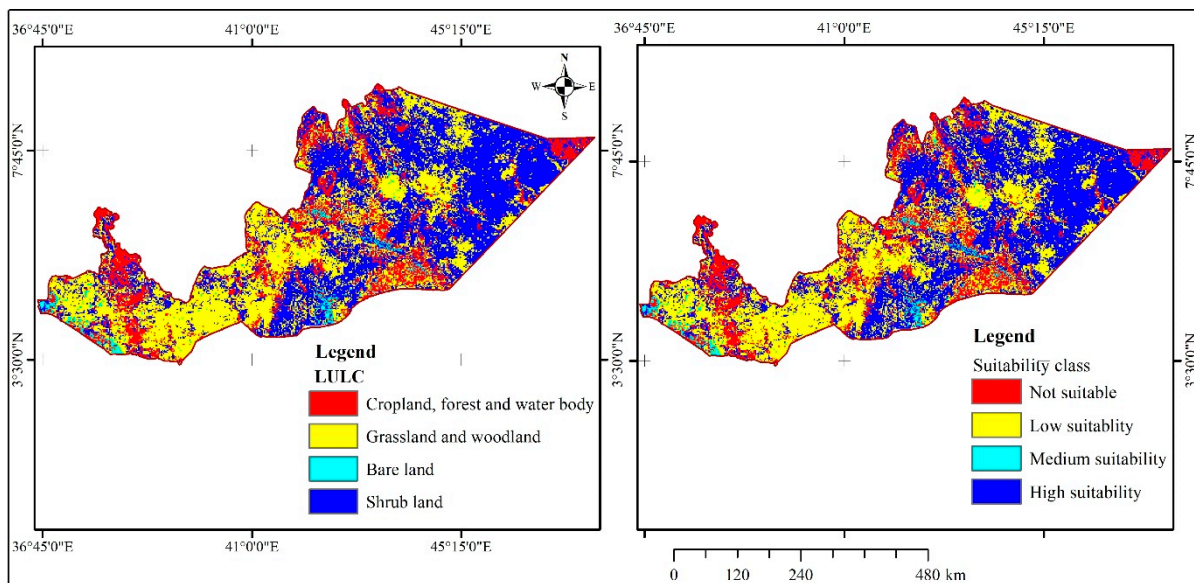 36°45'0"E 41°0'0"E 45°15'0"E
7°45'0"N
3°30'0"N
N
W E
S
Legend
LULC
Cropland, forest and water body
Grassland and woodland
Bare land
Shrub land
36°45'0"E 41°0'0"E 45°15'0"E
36°45'0"E 41°0'0"E 45°15'0"E
7°45'0"N 7°45'0"N
3°30'0"N 3°30'0"N
Legend
Suitability class
Not suitable
Low suitablity
Medium suitability
High suitability
0 120 240 480 km